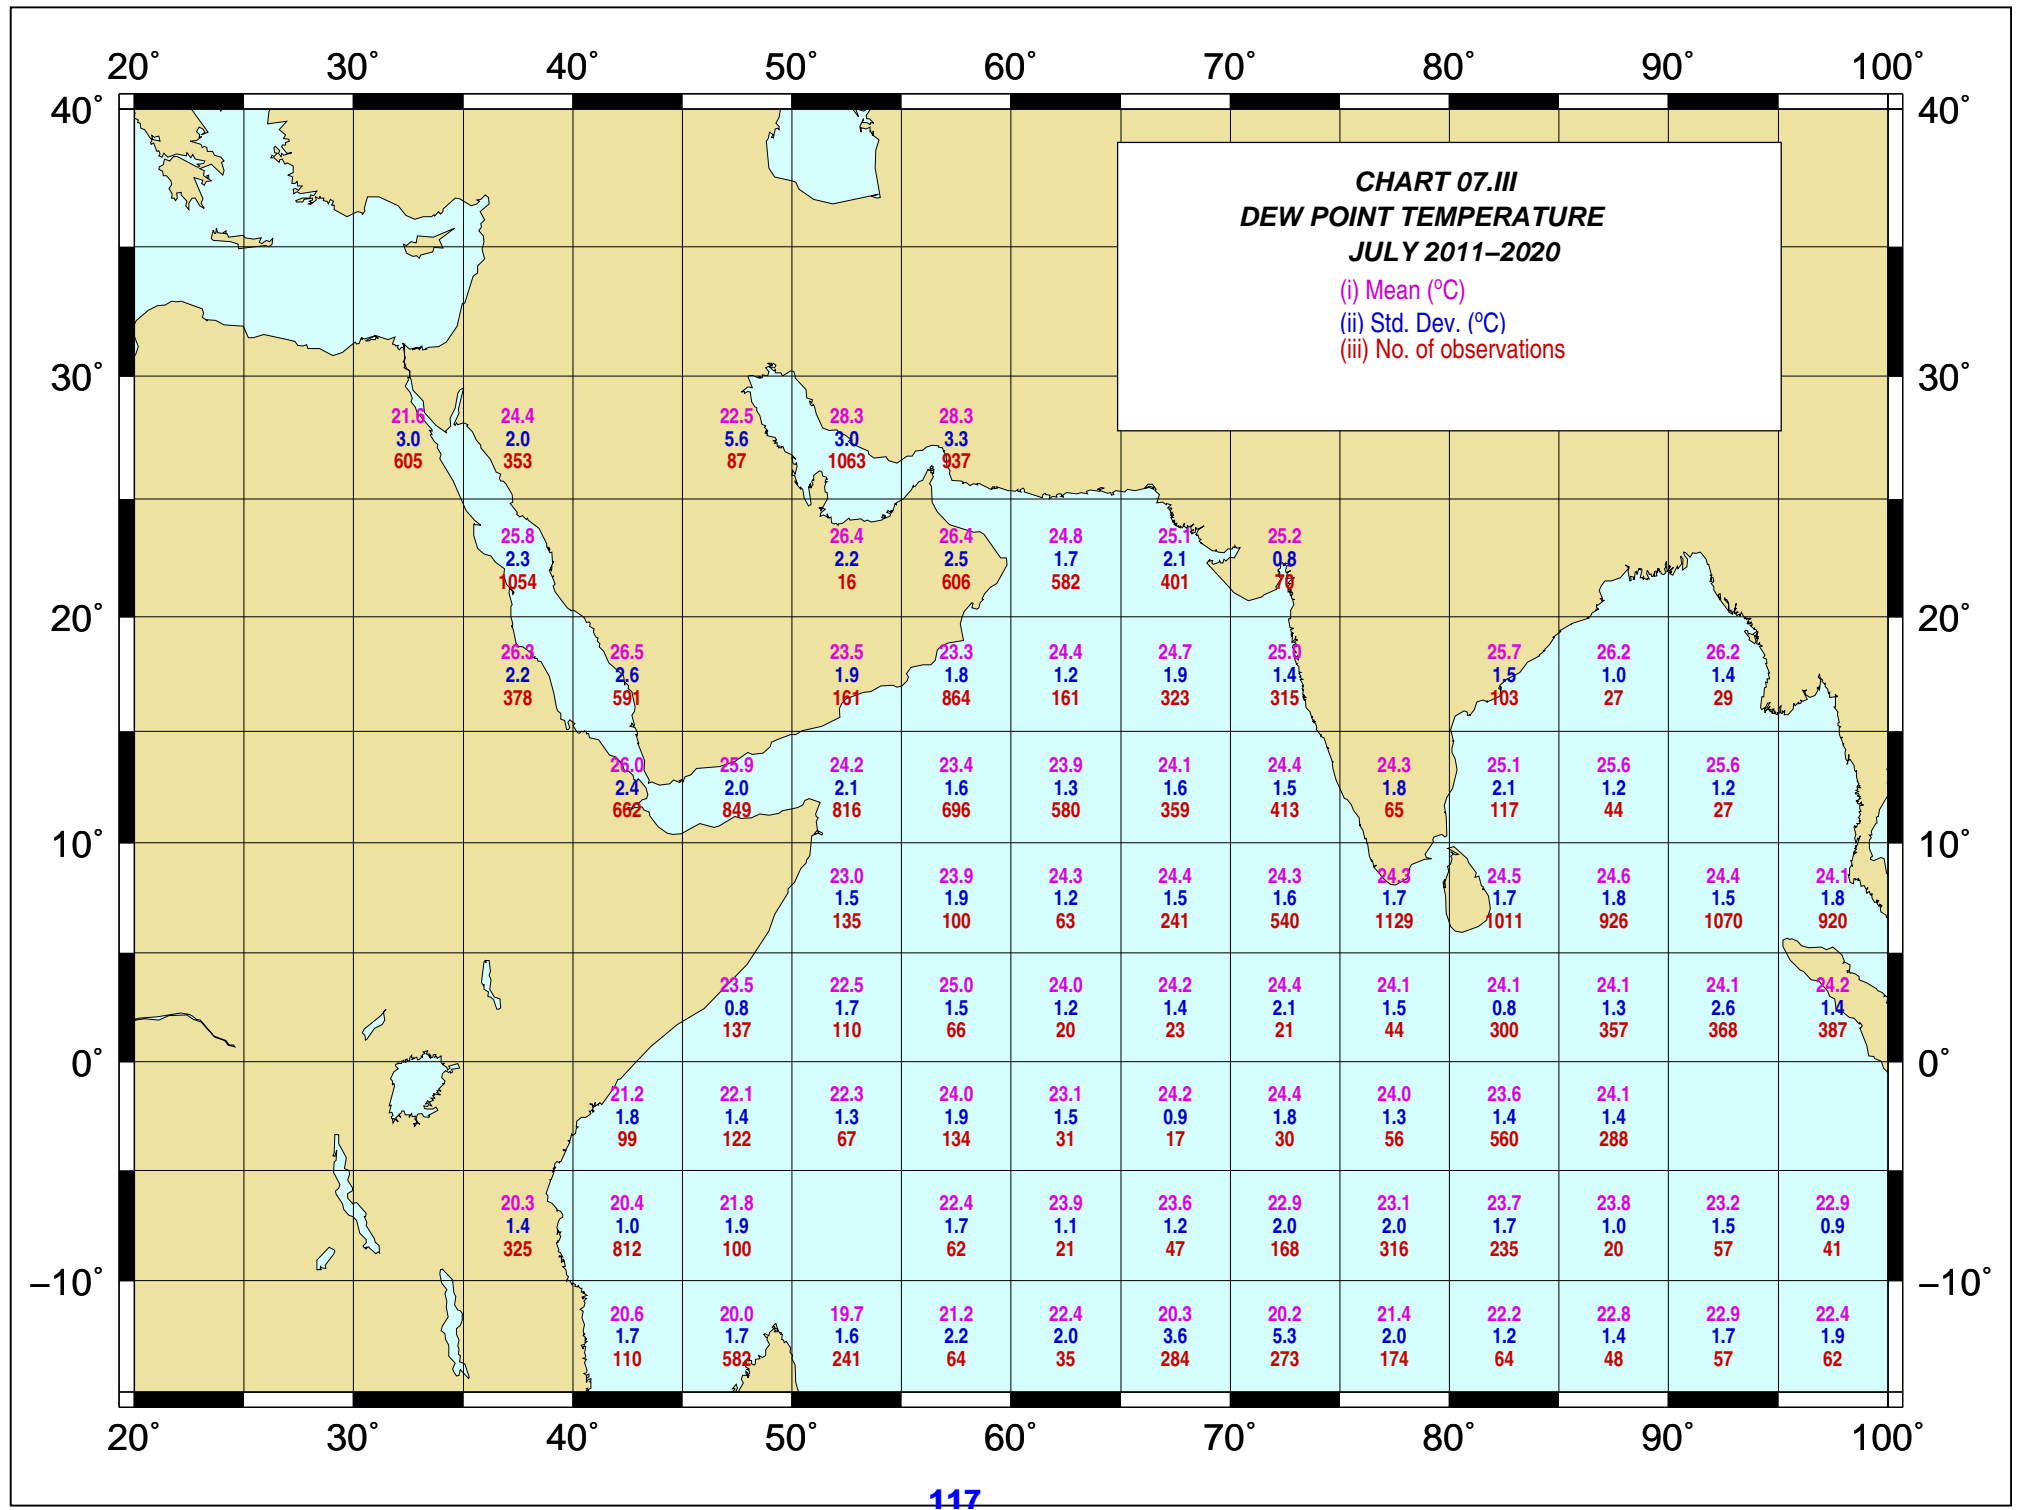 20° 30° 40° 50° 60° 70° 80° 90° 100°
40° 40°
CHART 07.III
DEW POINT TEMPERATURE
JULY 2011–2020
(i) Mean (°C)
(ii) Std. Dev. (°C)
(iii) No. of observations
30° 30°
21.6 24.4 22.5 28.3 28.3
3.0 2.0 5.6 3.0 3.3
605 353 87 1063 937
25.8 26.4 26.4 24.8 25.1 25.2
2.3 2.2 2.5 1.7 2.1 0.8
1054 16 606 582 401 70
20° 20°
26.3 26.5 23.5 23.3 24.4 24.7 25.0 25.7 26.2 26.2
2.2 2.6 1.9 1.8 1.2 1.9 1.4 1.5 1.0 1.4
378 591 161 864 161 323 315 103 27 29
26.0 25.9 24.2 23.4 23.9 24.1 24.4 24.3 25.1 25.6 25.6
2.4 2.0 2.1 1.6 1.3 1.6 1.5 1.8 2.1 1.2 1.2
662 849 816 696 580 359 413 65 117 44 27
10° 10°
23.0 23.9 24.3 24.4 24.3 24.3 24.5 24.6 24.4 24.1
1.5 1.9 1.2 1.5 1.6 1.7 1.7 1.8 1.5 1.8
135 100 63 241 540 1129 1011 926 1070 920
23.5 22.5 25.0 24.0 24.2 24.4 24.1 24.1 24.1 24.1 24.2
0.8 1.7 1.5 1.2 1.4 2.1 1.5 0.8 1.3 2.6 1.4
137 110 66 20 23 21 44 300 357 368 387
0° 0°
21.2 22.1 22.3 24.0 23.1 24.2 24.4 24.0 23.6 24.1
1.8 1.4 1.3 1.9 1.5 0.9 1.8 1.3 1.4 1.4
99 122 67 134 31 17 30 56 560 288
20.3 20.4 21.8 22.4 23.9 23.6 22.9 23.1 23.7 23.8 23.2 22.9
1.4 1.0 1.9 1.7 1.1 1.2 2.0 2.0 1.7 1.0 1.5 0.9
325 812 100 62 21 47 168 316 235 20 57 41
–10° –10°
20.6 20.0 19.7 21.2 22.4 20.3 20.2 21.4 22.2 22.8 22.9 22.4
1.7 1.7 1.6 2.2 2.0 3.6 5.3 2.0 1.2 1.4 1.7 1.9
110 582 241 64 35 284 273 174 64 48 57 62
20° 30° 40° 50° 60° 70° 80° 90° 100°
117